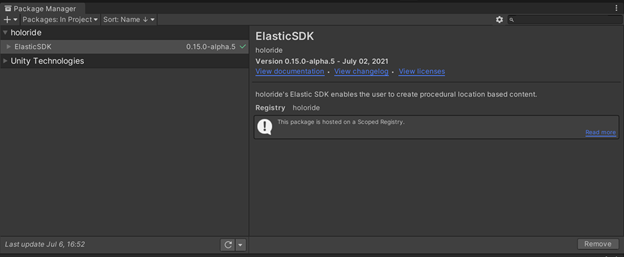 Package Manager
Packages: In Project Sort: Name ↓
holoride
ElasticSDK 0.15.0-alpha.5
Unity Technologies
Last update Jul 6, 16:52
ElasticSDK
holoride
Version 0.15.0-alpha.5 - July 02, 2021
View documentation • View changelog • View licenses
holoride's Elastic SDK enables the user to create procedural location based content.
Registry holoride
This package is hosted on a Scoped Registry.
Read more
Remove